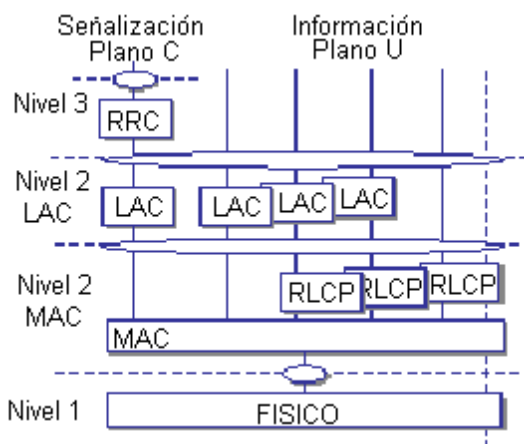 Señalización
Plano C
Información
Plano U
Nivel 3
RRC
Nivel 2
LAC
LAC
LAC
LAC
LAC
Nivel 2
MAC
RLCP
RLCP
RLCP
MAC
Nivel 1
FISICO